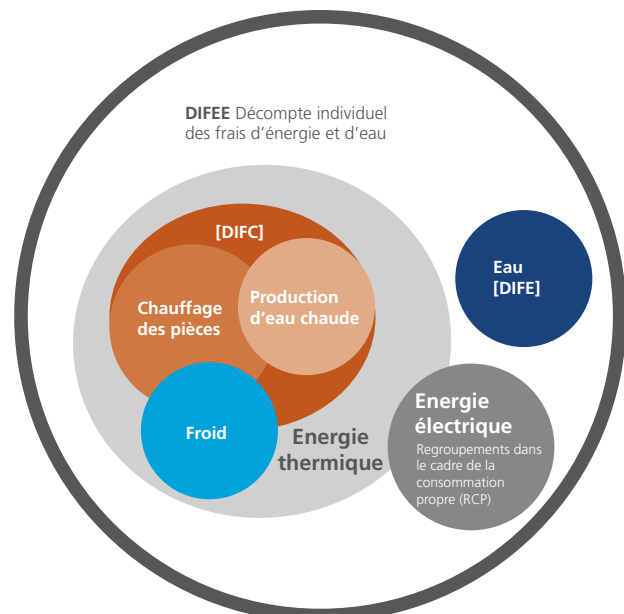 DIFEE Décompte individuel
des frais d'énergie et d'eau
[DIFC]
Chauffage
des pièces
Production
d'eau chaude
Eau
[DIFE]
Froid
Energie
thermique
Energie
électrique
Regroupements dans
le cadre de la
consommation
propre (RCP)